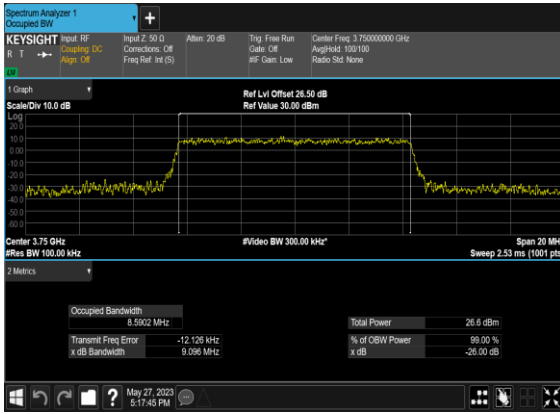 Spectrum Analyzer 1
Occupied BW
KEYSIGHT
R T
Input: RF
Coupling: DC
Align: Off
Input Z: 50 Ω
Corrections: Off
Freq Ref: Int (S)
Atten: 20 dB
Trig: Free Run
Gate: Off
#IF Gain: Low
Center Freq: 3.750000000 GHz
Avg|Hold: 100/100
Radio Std: None
1 Graph
Scale/Div 10.0 dB
Ref Lvl Offset 26.50 dB
Ref Value 30.00 dBm
Log
20.0
10.0
0.00
-10.0
-20.0
-30.0
-40.0
-50.0
-60.0
Center 3.75 GHz
#Res BW 100.00 kHz
#Video BW 300.00 kHz*
Span 20 MH
Sweep 2.53 ms (1001 pts
2 Metrics
Occupied Bandwidth
8.5902 MHz
Transmit Freq Error -12.126 kHz
x dB Bandwidth 9.096 MHz
Total Power 26.6 dBm
% of OBW Power 99.00 %
x dB -26.00 dB
May 27, 2023
5:17:45 PM